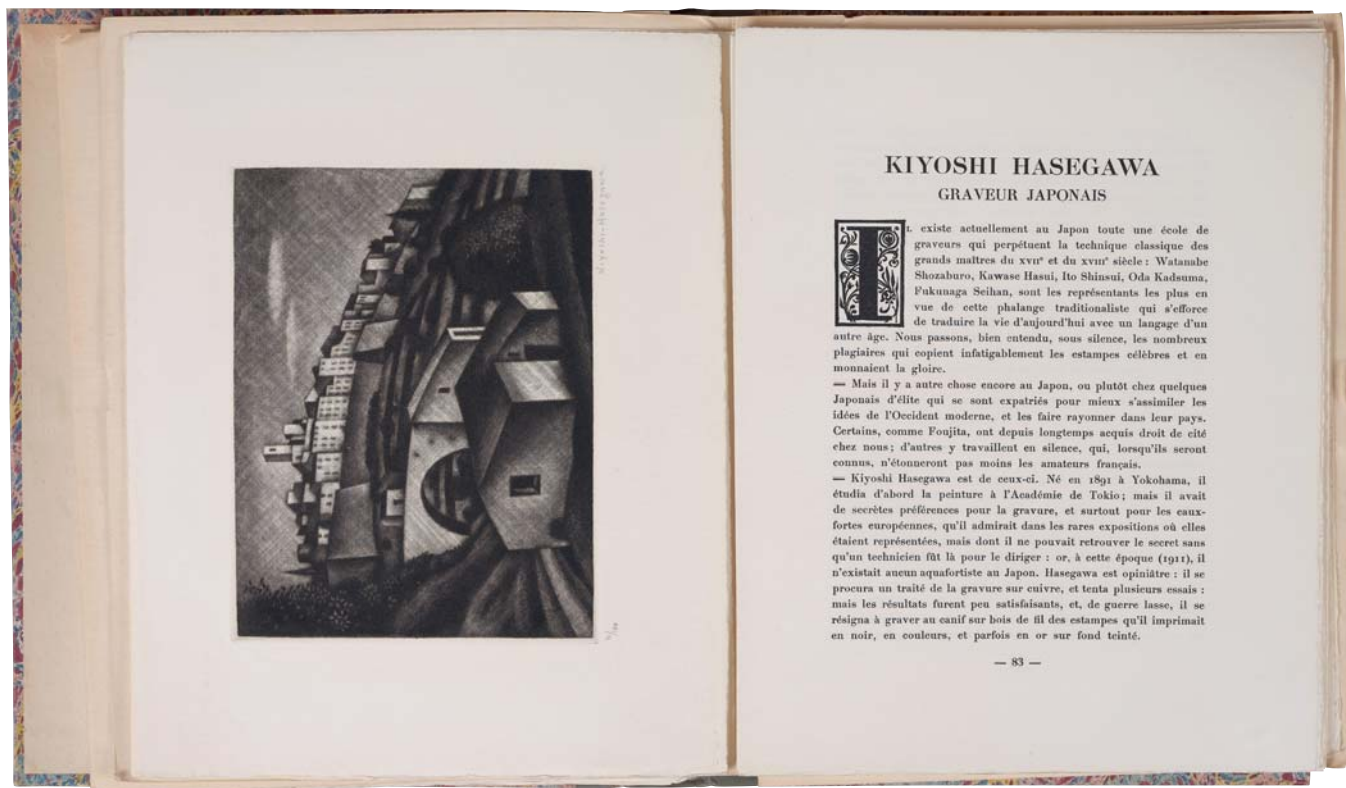 Kiyoshi-Hasegawa
KIYOSHI HASEGAWA
GRAVEUR JAPONAIS
IL existe actuellement au Japon toute une école de
graveurs qui perpétuent la technique classique des
grands maîtres du XVIIe et du XVIIIe siècle : Watanabe
Shozaburo, Kawase Hasui, Ito Shinsui, Oda Kadsuma,
Fukunaga Seihan, sont les représentants les plus en
vue de cette phalange traditionaliste qui s'efforce
de traduire la vie d'aujourd'hui avec un langage d'un
autre âge. Nous passons, bien entendu, sous silence, les nombreux
plagiaires qui copient infatigablement les estampes célèbres et en
monnaient la gloire.
— Mais il y a autre chose encore au Japon, ou plutôt chez quelques
Japonais d'élite qui se sont expatriés pour mieux s'assimiler les
idées de l'Occident moderne, et les faire rayonner dans leur pays.
Certains, comme Foujita, ont depuis longtemps acquis droit de cité
chez nous ; d'autres y travaillent en silence, qui, lorsqu'ils seront
connus, n'étonneront pas moins les amateurs français.
— Kiyoshi Hasegawa est de ceux-ci. Né en 1891 à Yokohama, il
étudia d'abord la peinture à l'Académie de Tokio ; mais il avait
de secrètes préférences pour la gravure, et surtout pour les eaux-
fortes européennes, qu'il admirait dans les rares expositions où elles
étaient représentées, mais dont il ne pouvait retrouver le secret sans
qu'un technicien fût là pour le diriger : or, à cette époque (1911), il
n'existait aucun aquafortiste au Japon. Hasegawa est opiniâtre : il se
procura un traité de la gravure sur cuivre, et tenta plusieurs essais :
mais les résultats furent peu satisfaisants, et, de guerre lasse, il se
résigna à graver au canif sur bois de fil des estampes qu'il imprimait
en noir, en couleurs, et parfois en or sur fond teinté.
— 83 —